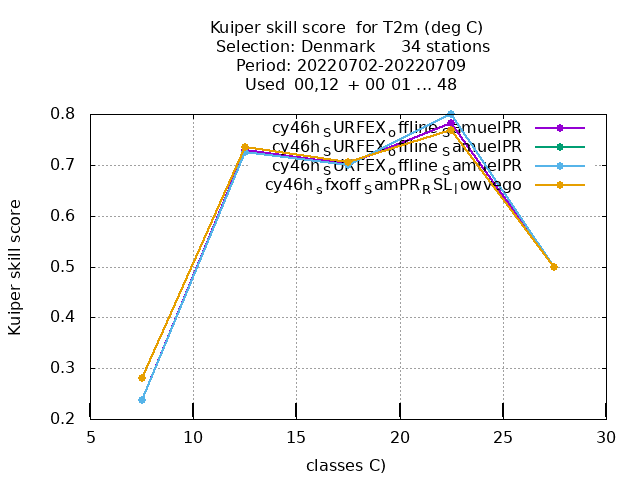 Kuiper skill score for T2m (deg C)
Selection: Denmark 34 stations
Period: 20220702-20220709
Used 00,12 + 00 01 ... 48
0.8
0.7
0.6
0.5
0.4
0.3
0.2
Kuiper skill score
cy46h_SURFEX_offline_samuelPR
cy46h_SURFEX_offline_samuelPR
cy46h_SURFEX_offline_samuelPR
cy46h_sfxoff_SamPR_RSL_lowvego
5
10
15
20
25
30
classes C)